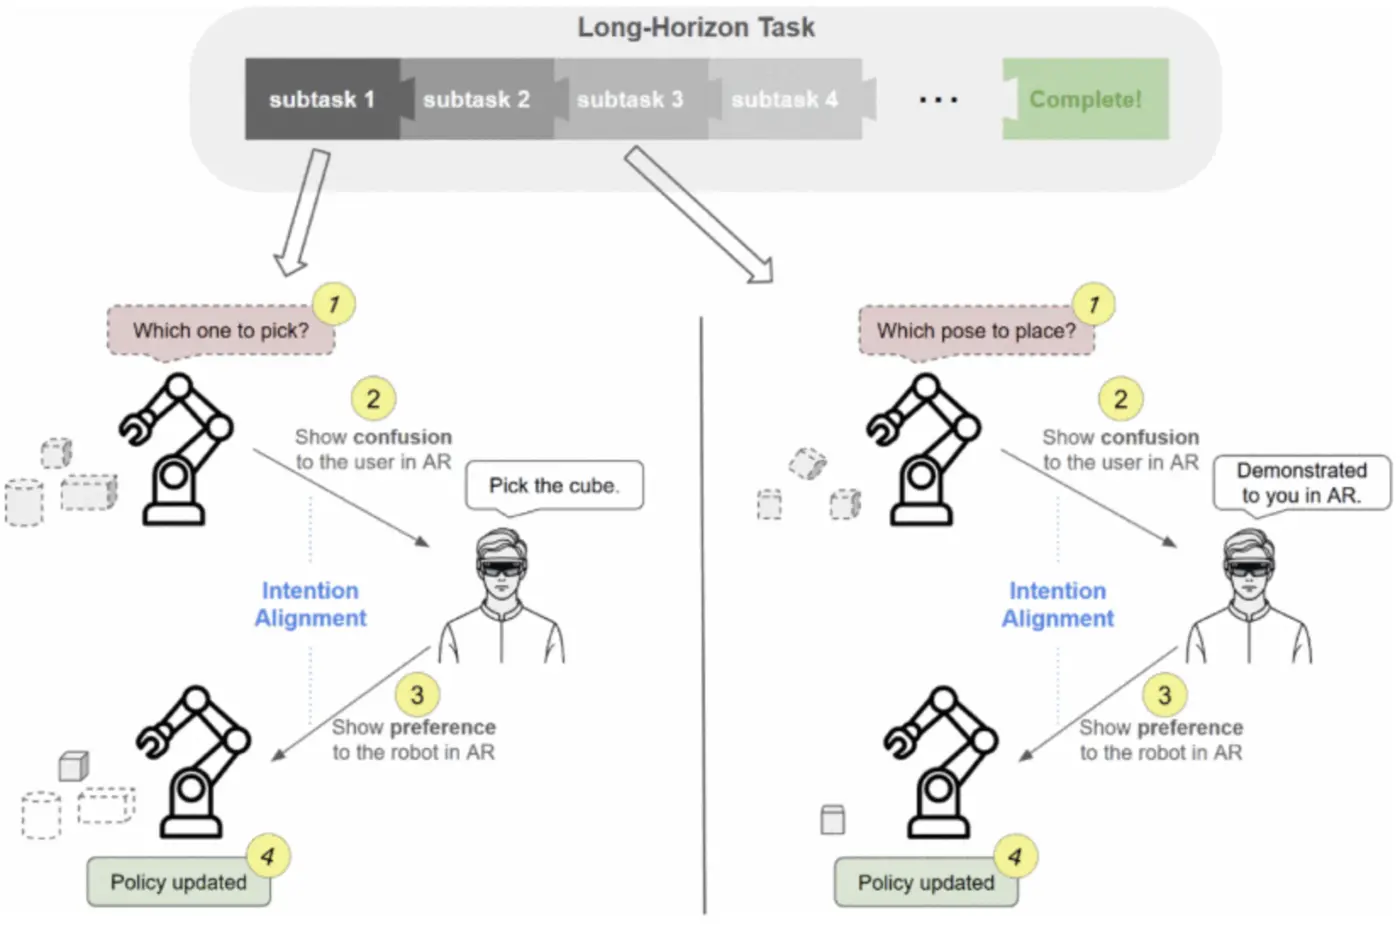 Long-Horizon Task
subtask 1
subtask 2
subtask 3
subtask 4
...
Complete!
1
Which one to pick?
2
Show confusion
to the user in AR
Pick the cube.
Intention
Alignment
3
Show preference
to the robot in AR
4
Policy updated
1
Which pose to place?
2
Show confusion
to the user in AR
Demonstrated
to you in AR.
Intention
Alignment
3
Show preference
to the robot in AR
4
Policy updated